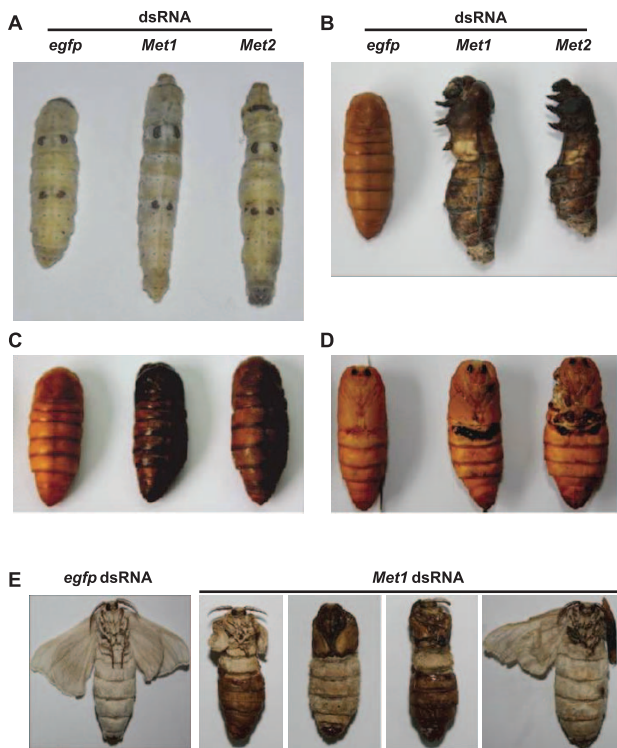 A dsRNA
egfp Met1 Met2
B dsRNA
egfp Met1 Met2
C
D
E
egfp dsRNA Met1 dsRNA